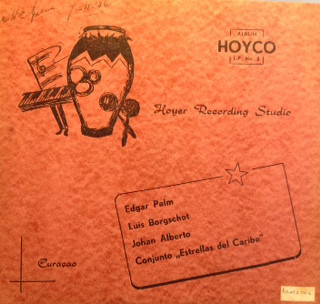 ALBUM
HOYCO
L.P. No. 3
Hoyer Recording Studio
Edgar Palm
Luis Borgschot
Johan Alberto
Conjunto „Estrellas del Caribe"
Curaçao